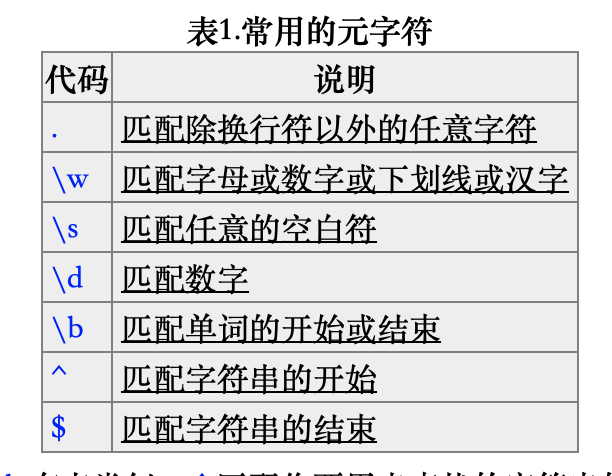 表1.常用的元字符
代码 说明
. 匹配除换行符以外的任意字符
\w 匹配字母或数字或下划线或汉字
\s 匹配任意的空白符
\d 匹配数字
\b 匹配单词的开始或结束
^ 匹配字符串的开始
$ 匹配字符串的结束